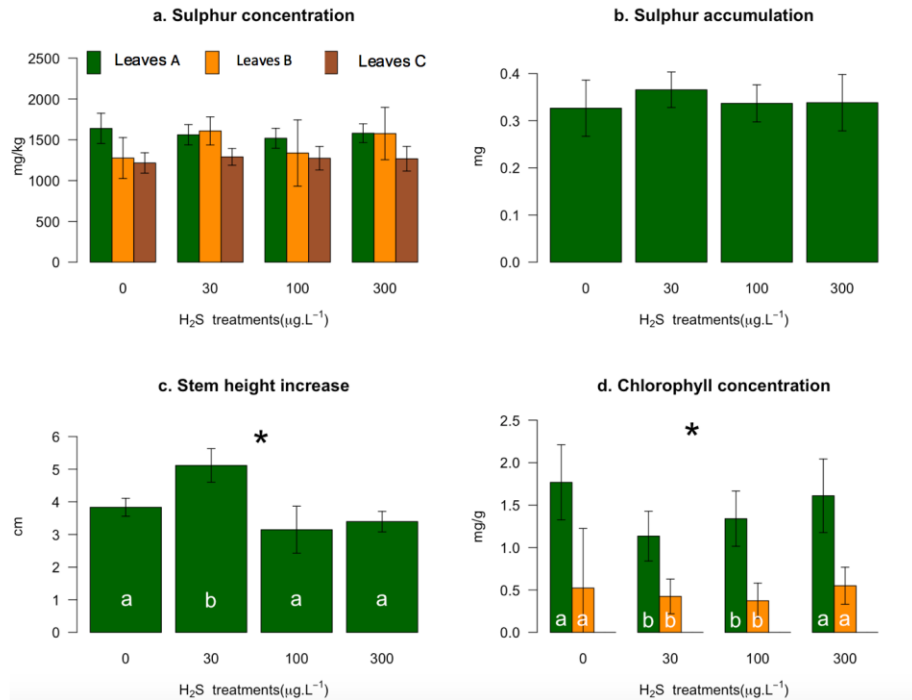 a. Sulphur concentration
Leaves A Leaves B Leaves C
2500
2000
1500
1000
500
0
mg/kg
0 30 100 300
H₂S treatments(µg.L⁻¹)
b. Sulphur accumulation
0.4
0.3
0.2
0.1
0.0
mg
0 30 100 300
H₂S treatments(µg.L⁻¹)
c. Stem height increase
*
6
5
4
3
2
1
0
cm
a b a a
0 30 100 300
H₂S treatments(µg.L⁻¹)
d. Chlorophyll concentration
*
2.5
2.0
1.5
1.0
0.5
0.0
mg/g
a a b b b b a a
0 30 100 300
H₂S treatments(µg.L⁻¹)